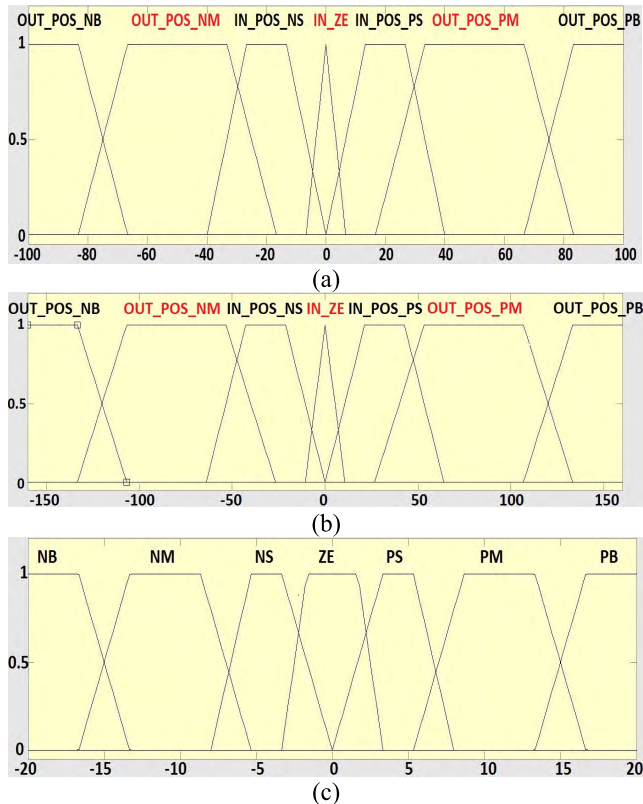 OUT_POS_NB OUT_POS_NM IN_POS_NS IN_ZE IN_POS_PS OUT_POS_PM OUT_POS_PB
1
0.5
0
-100 -80 -60 -40 -20 0 20 40 60 80 100
(a)
OUT_POS_NB OUT_POS_NM IN_POS_NS IN_ZE IN_POS_PS OUT_POS_PM OUT_POS_PB
1
0.5
0
-150 -100 -50 0 50 100 150
(b)
NB NM NS ZE PS PM PB
1
0.5
0
-20 -15 -10 -5 0 5 10 15 20
(c)